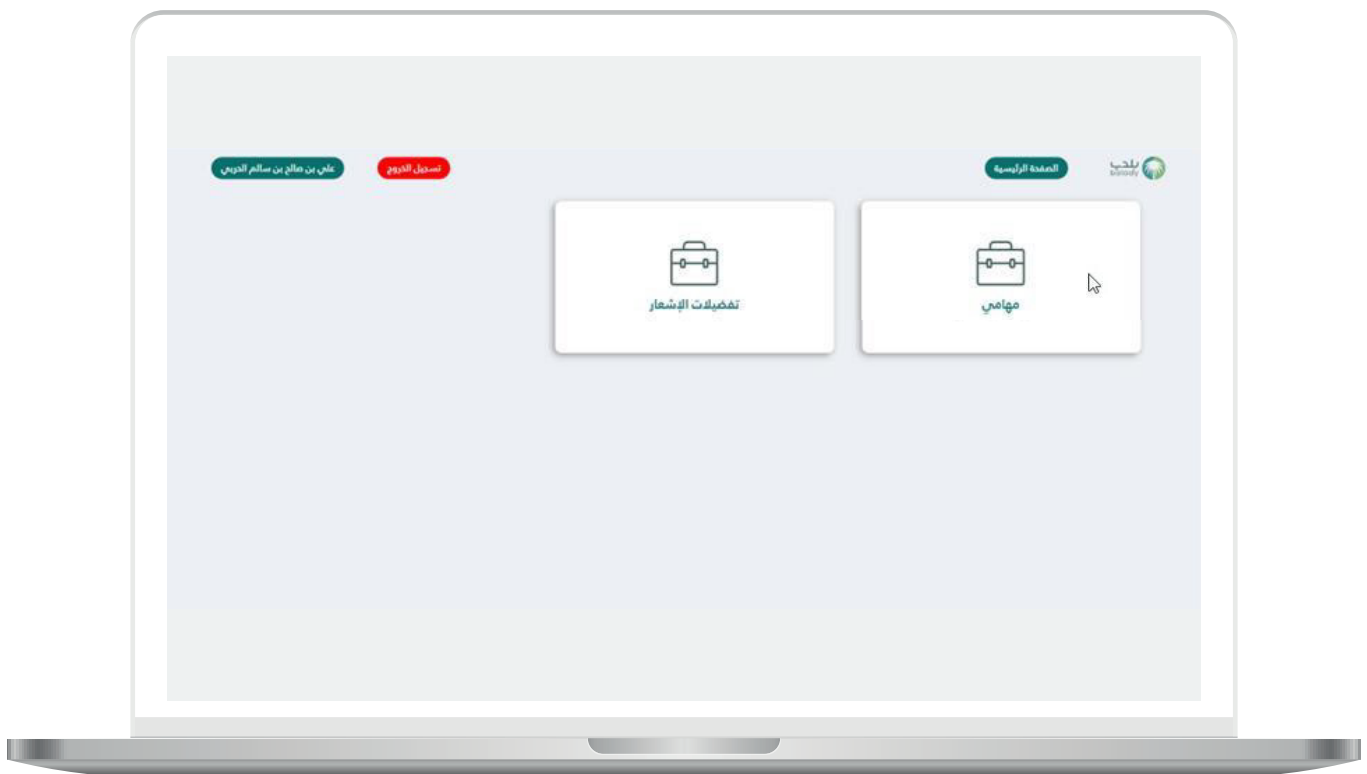 بلدي
balady
الصفحة الرئيسية
تسجيل الخروج
علي بن صالح بن سالم الحربي
مهامي
تفضيلات الإشعار